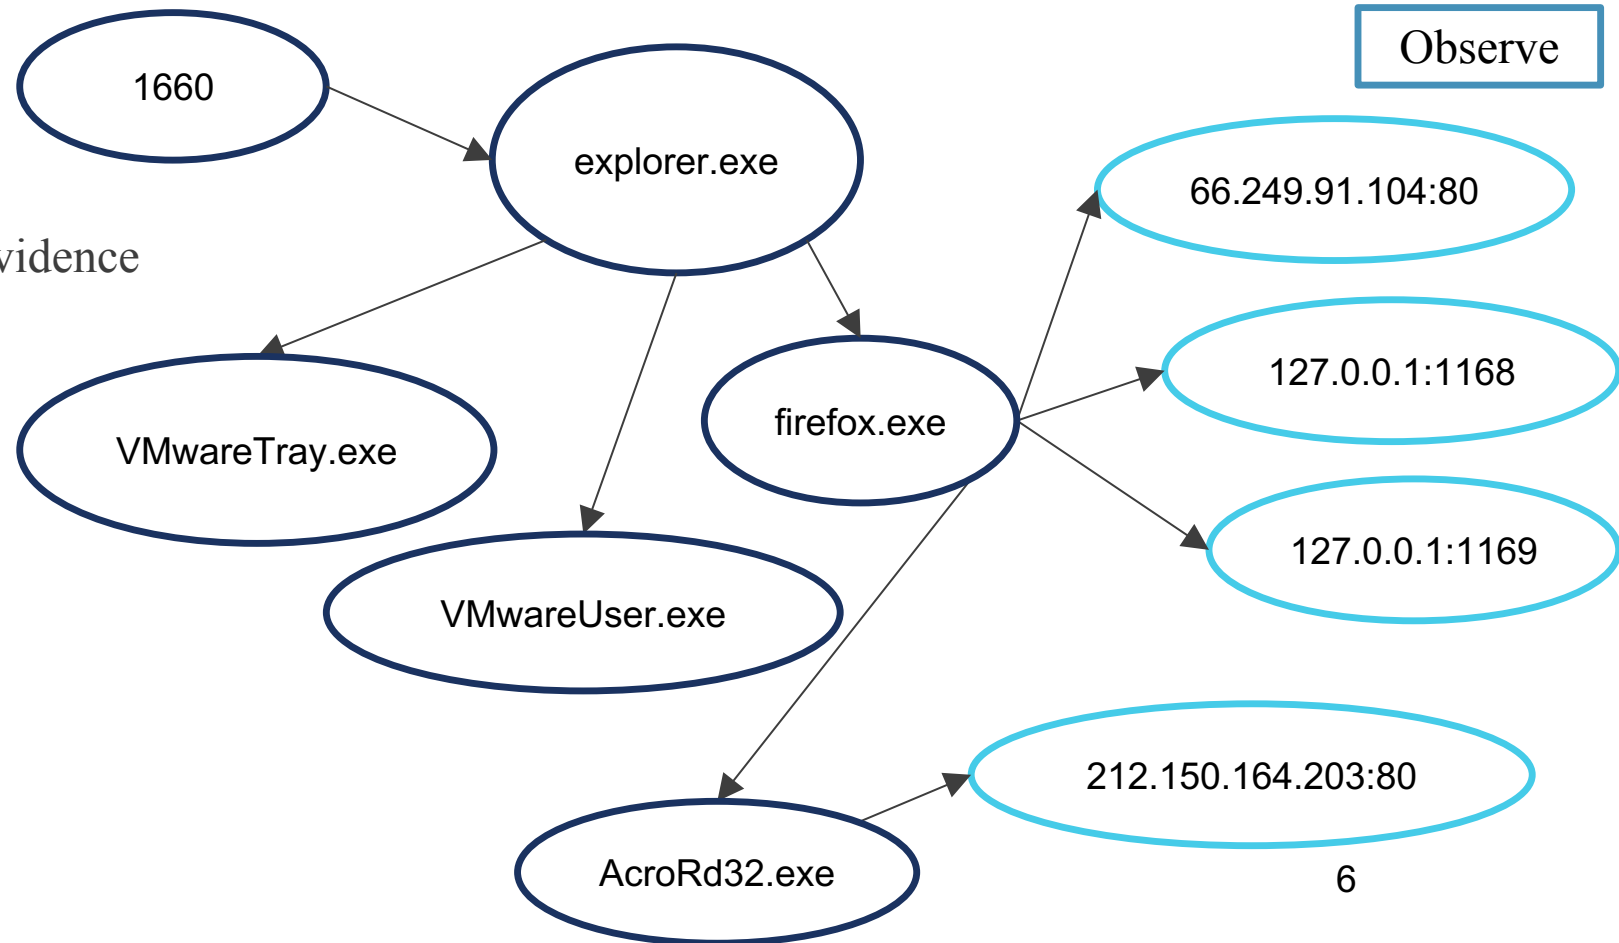 Observe
1660
explorer.exe
66.249.91.104:80
vidence
127.0.0.1:1168
firefox.exe
VMwareTray.exe
127.0.0.1:1169
VMwareUser.exe
212.150.164.203:80
AcroRd32.exe
6